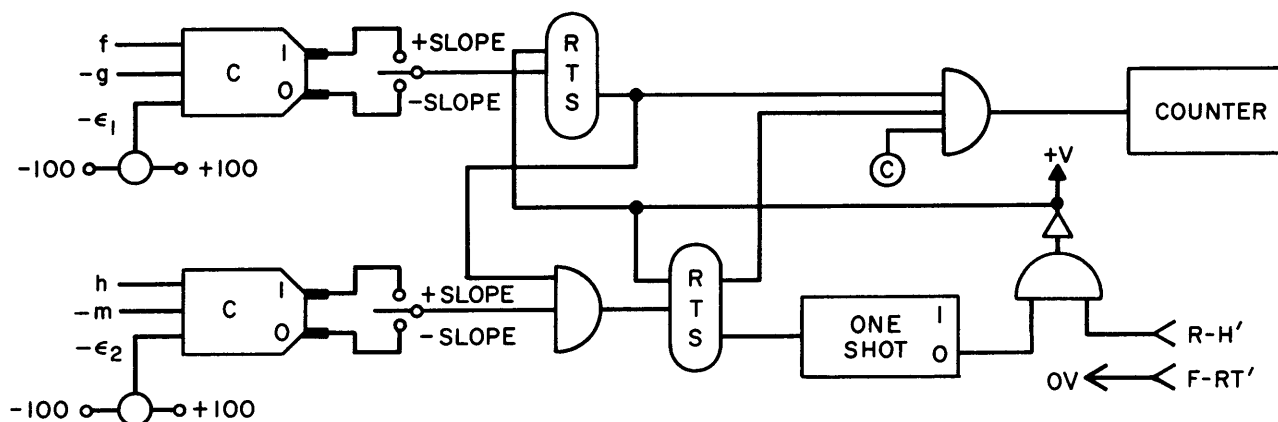 f
-g
-ϵ1
-100
+100
C
1
0
+SLOPE
-SLOPE
R
T
S
C
COUNTER
+V
h
-m
-ϵ2
-100
+100
C
1
0
+SLOPE
-SLOPE
R
T
S
ONE
SHOT
1
0
R-H'
0V
F-RT'